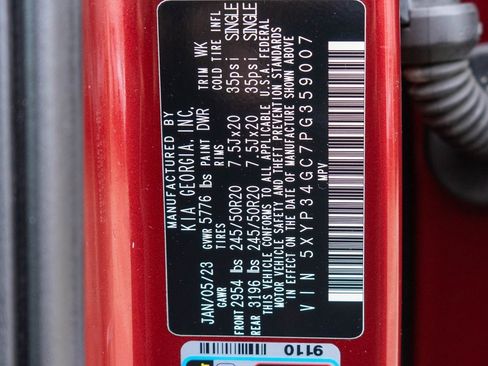 MANUFACTURED BY
KIA GEORGIA, INC.
JAN/05/23 GVWR 5776 lbs PAINT DWR TRIM WK
GAWR TIRES RIMS COLD TIRE INFL
FRONT 2954 lbs 245/50R20 7.5Jx20 35psi SINGLE
REAR 3196 lbs 245/50R20 7.5Jx20 35psi SINGLE
THIS VEHICLE CONFORMS TO ALL APPLICABLE U.S.A. FEDERAL
MOTOR VEHICLE SAFETY AND THEFT PREVENTION STANDARDS
IN EFFECT ON THE DATE OF MANUFACTURE SHOWN ABOVE
VIN 5XYP34GC7PG359007
MPV
9110